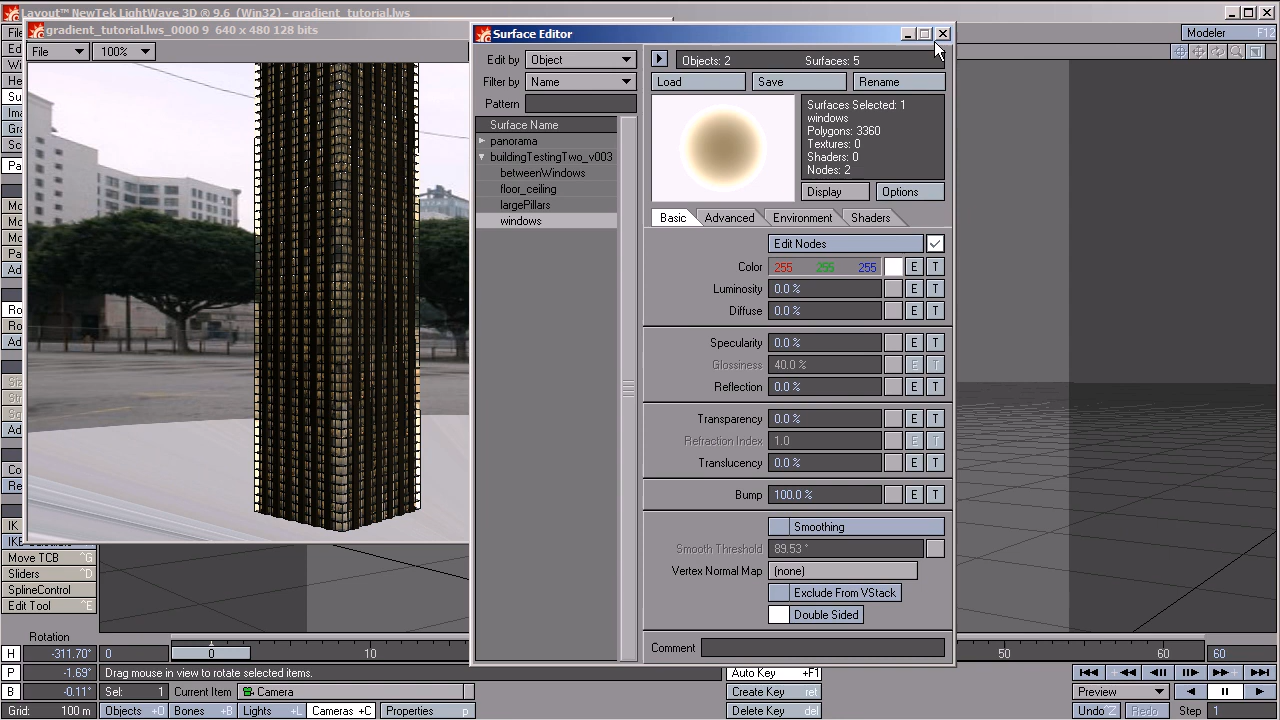 Layout™ NewTek LightWave 3D ® 9.6 (Win32) - gradient_tutorial.lws
gradient_tutorial.lws_0000 9 640 x 480 128 bits
File 100%
Surface Editor
Modeler F12
Edit by Object
Filter by Name
Pattern
Surface Name
panorama
buildingTestingTwo_v003
betweenWindows
floor_ceiling
largePillars
windows
Objects: 2 Surfaces: 5
Load Save Rename
Surfaces Selected: 1
windows
Polygons: 3360
Textures: 0
Shaders: 0
Nodes: 2
Display Options
Basic Advanced Environment Shaders
Edit Nodes
Color 255 255 255 E T
Luminosity 0.0 % E T
Diffuse 0.0 % E T
Specularity 0.0 % E T
Glossiness 40.0 % E T
Reflection 0.0 % E T
Transparency 0.0 % E T
Refraction Index 1.0 E T
Translucency 0.0 % E T
Bump 100.0 % E T
Smoothing
Smooth Threshold 89.53 °
Vertex Normal Map (none)
Exclude From VStack
Double Sided
Comment
Move TCB ^G
Sliders ^D
SplineControl
Edit Tool ^E
Rotation
H -311.70° 0 0 10 50 60 60
P -1.69° Drag mouse in view to rotate selected items. Auto Key +F1
B -0.11° Sel: 1 Current Item Camera Create Key ret Preview
Grid: 100 m Objects +O Bones +B Lights +L Cameras +C Properties p Delete Key del Undo ^Z Redo Step 1